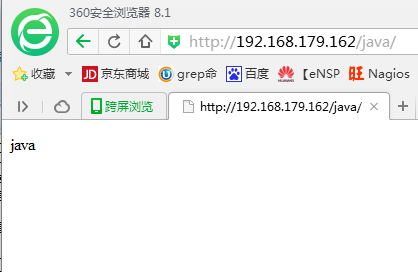 360安全浏览器 8.1
http://192.168.179.162/java/
收藏 JD 京东商城 grep命 百度 【eNSP 旺 Nagios
跨屏浏览 http://192.168.179.162/java/
java